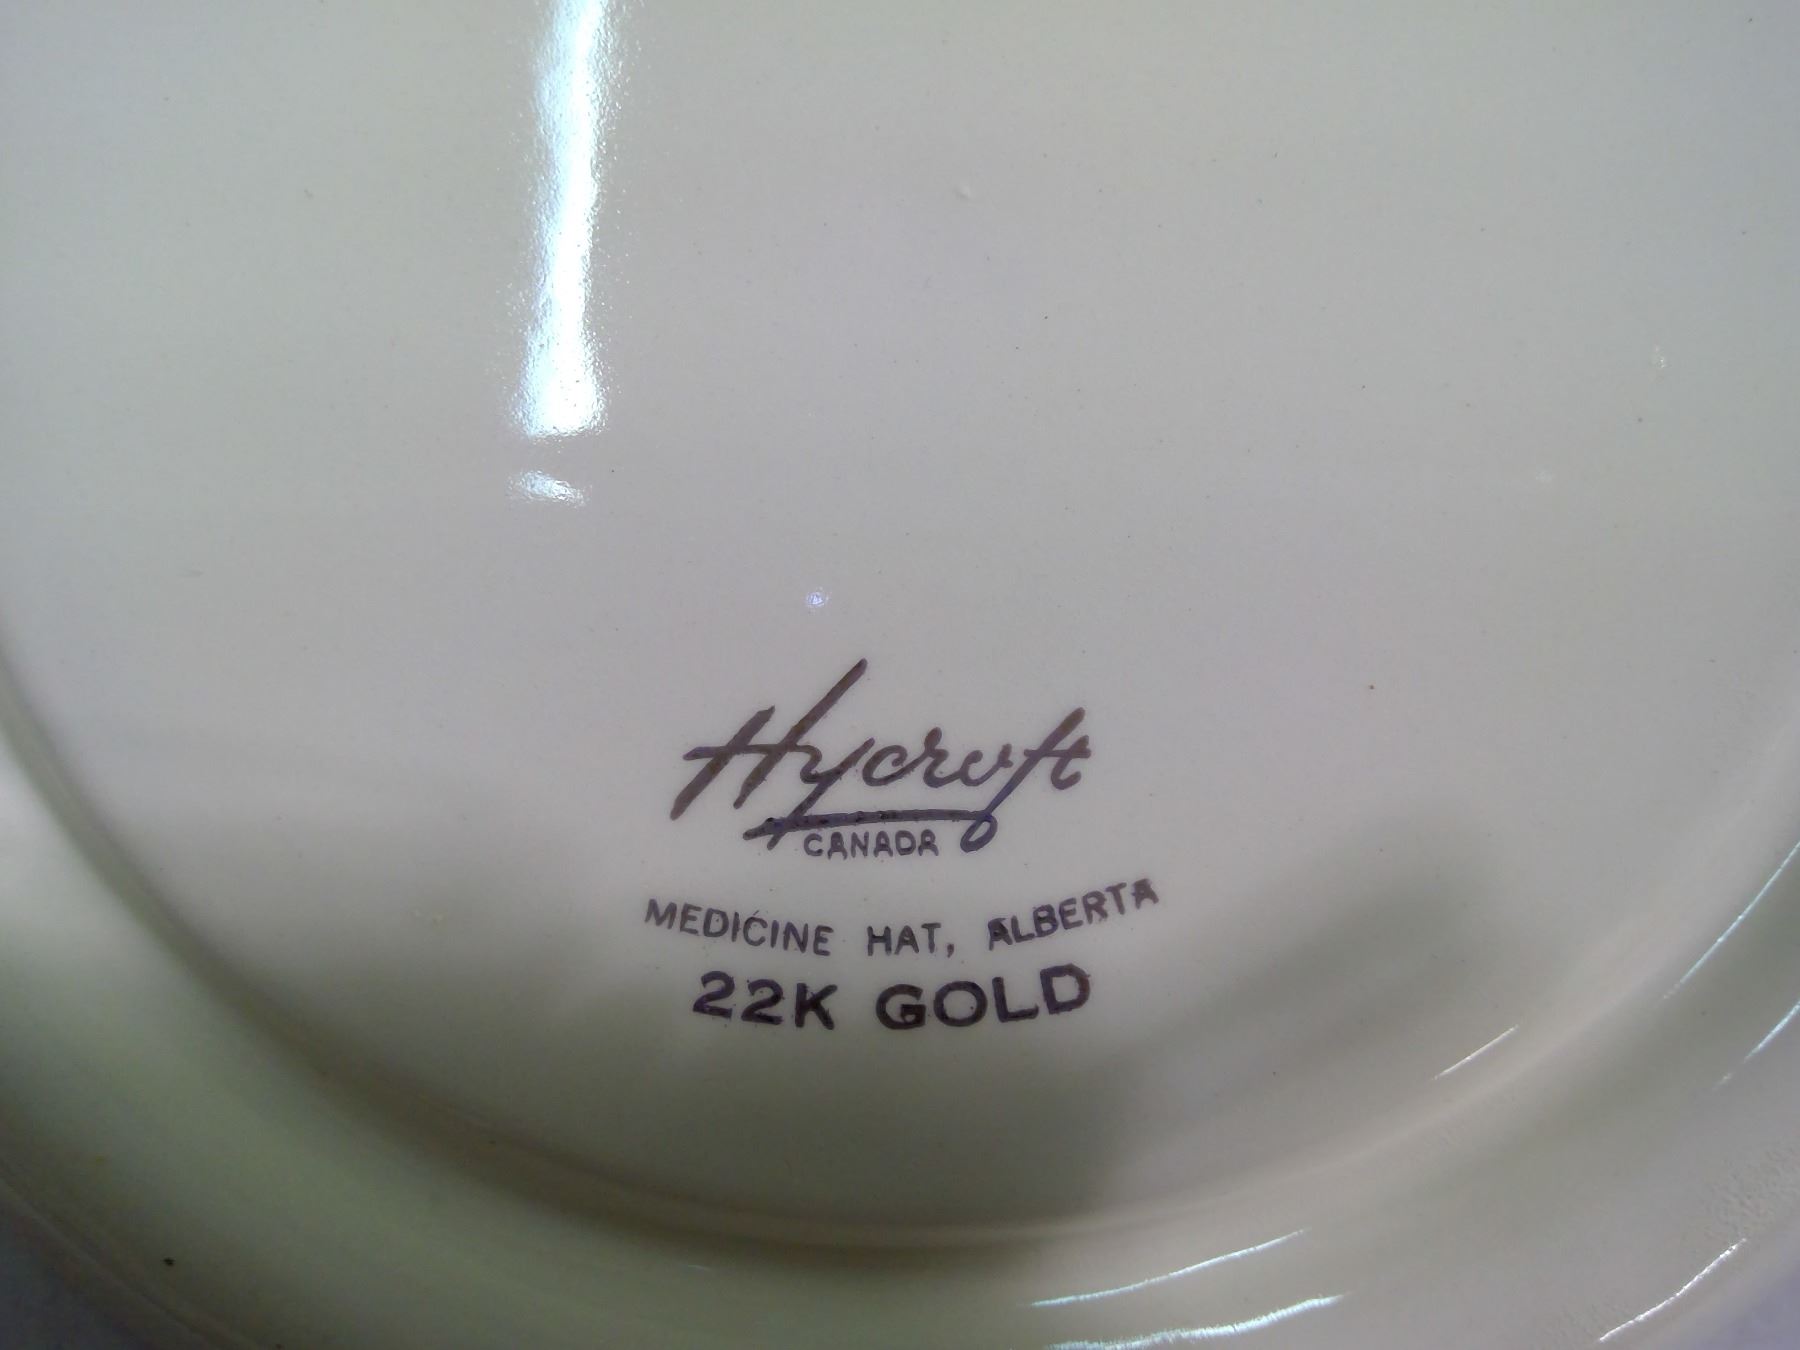 Hycroft
CANADA
MEDICINE HAT, ALBERTA
22K GOLD